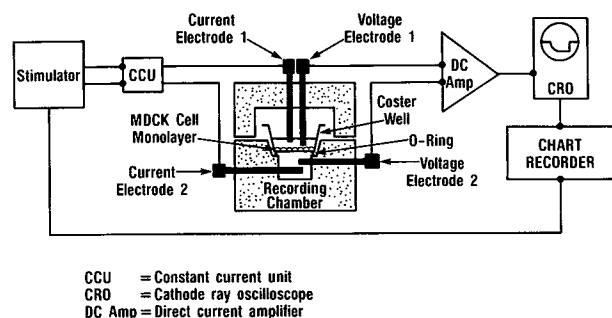 Current
Electrode 1
Voltage
Electrode 1
Stimulator
CCU
DC
Amp
CRO
MDCK Cell
Monolayer
Coster
Well
O-Ring
Current
Electrode 2
Recording
Chamber
Voltage
Electrode 2
CHART
RECORDER
CCU = Constant current unit
CRO = Cathode ray oscilloscope
DC Amp = Direct current amplifier